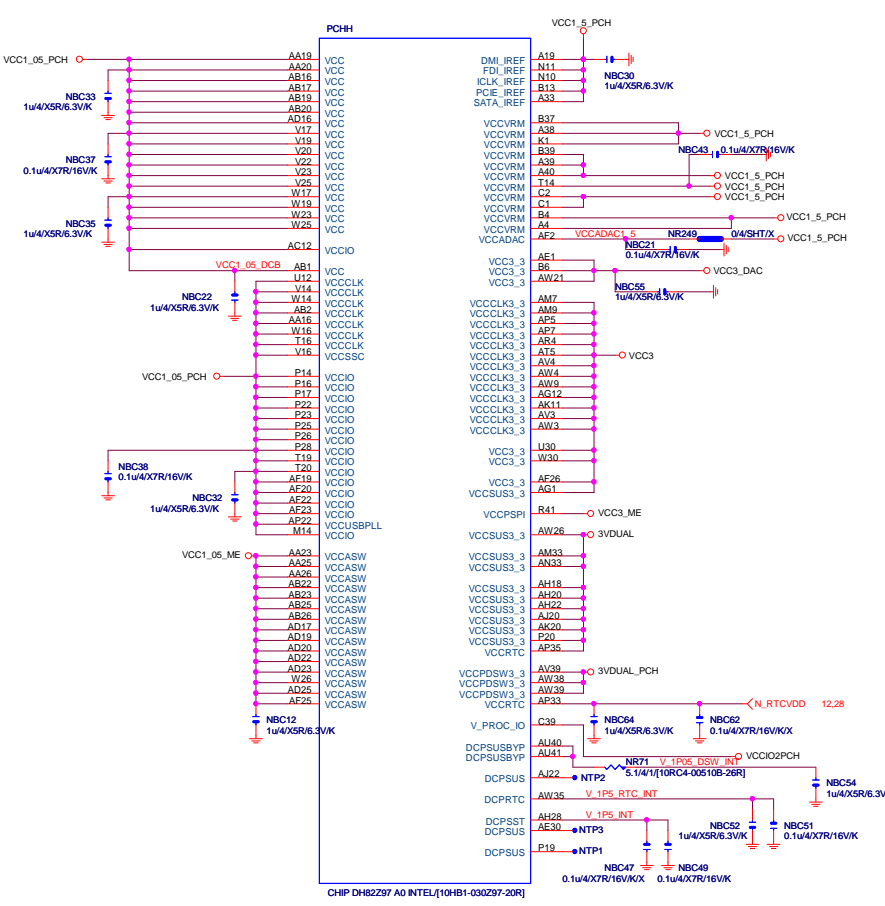 PCHH
VCC1_5_PCH
VCC1_05_PCH
AA19 VCC
AA20 VCC
AB16 VCC
AB17 VCC
AB19 VCC
AB20 VCC
AD16 VCC
V17 VCC
V19 VCC
V20 VCC
V22 VCC
V23 VCC
V25 VCC
W17 VCC
W19 VCC
W23 VCC
W25 VCC
AC12 VCCIO
NBC33
1u/4/X5R/6.3V/K
NBC37
0.1u/4/X7R/16V/K
NBC35
1u/4/X5R/6.3V/K
VCC1_05_DCB
AB1 VCC
U12 VCCCLK
V14 VCCCLK
W14 VCCCLK
AB2 VCCCLK
AA16 VCCCLK
W16 VCCCLK
T16 VCCCLK
V16 VCCSSC
NBC22
1u/4/X5R/6.3V/K
VCC1_05_PCH
P14 VCCIO
P16 VCCIO
P17 VCCIO
P22 VCCIO
P23 VCCIO
P25 VCCIO
P26 VCCIO
P28 VCCIO
T19 VCCIO
T20 VCCIO
AF19 VCCIO
AF20 VCCIO
AF22 VCCIO
AF23 VCCIO
AP22 VCCUSBPLL
M14 VCCIO
NBC38
0.1u/4/X7R/16V/K
NBC32
1u/4/X5R/6.3V/K
VCC1_05_ME
AA23 VCCASW
AA25 VCCASW
AA26 VCCASW
AB22 VCCASW
AB23 VCCASW
AB25 VCCASW
AB26 VCCASW
AD17 VCCASW
AD19 VCCASW
AD20 VCCASW
AD22 VCCASW
AD23 VCCASW
W26 VCCASW
AD25 VCCASW
AF25 VCCASW
NBC12
1u/4/X5R/6.3V/K
DMI_IREF A19
FDI_IREF N11
ICLK_IREF N10
PCIE_IREF B13
SATA_IREF A33
NBC30
1u/4/X5R/6.3V/K
VCCVRM B37
VCCVRM A38
VCCVRM K1
VCCVRM B39
VCCVRM A39
VCCVRM A40
VCCVRM T14
VCCVRM C2
VCCVRM C1
VCCVRM B4
VCCVRM A4
VCCADAC AF2
VCC1_5_PCH
NBC43 0.1u/4/X7R/16V/K
VCC1_5_PCH
VCC1_5_PCH
VCC1_5_PCH
VCC1_5_PCH
VCCADAC1_5 NR249 0/4/SHT/X VCC1_5_PCH
NBC21
0.1u/4/X7R/16V/K
VCC3_3 AE1
VCC3_3 B6
VCC3_3 AW21
VCC3_DAC
NBC55
1u/4/X5R/6.3V/K
VCCCLK3_3 AM7
VCCCLK3_3 AM9
VCCCLK3_3 AP5
VCCCLK3_3 AP7
VCCCLK3_3 AR4
VCCCLK3_3 AT5
VCCCLK3_3 AV4
VCCCLK3_3 AW4
VCCCLK3_3 AW9
VCCCLK3_3 AG12
VCCCLK3_3 AK11
VCCCLK3_3 AV3
VCCCLK3_3 AW3
VCC3
VCC3_3 U30
VCC3_3 W30
VCC3_3 AF26
VCCSUS3_3 AG1
VCCPSPI R41 VCC3_ME
VCCSUS3_3 AW26 3VDUAL
VCCSUS3_3 AM33
VCCSUS3_3 AN33
VCCSUS3_3 AH18
VCCSUS3_3 AH20
VCCSUS3_3 AH22
VCCSUS3_3 AJ20
VCCSUS3_3 AK20
VCCSUS3_3 P20
VCCRTC AP35
VCCPDSW3_3 AV39 3VDUAL_PCH
VCCPDSW3_3 AW38
VCCPDSW3_3 AW39
VCCRTC AP33 N_RTCVDD 12,28
NBC64
1u/4/X5R/6.3V/K
NBC62
0.1u/4/X7R/16V/K/X
V_PROC_IO C39
VCCIO2PCH
DCPSUSBYP AU40
DCPSUSBYP AU41
NR71 V_1P05_DSW_INT
5.1/4/1/[10RC4-00510B-26R]
NBC54
1u/4/X5R/6.3V
DCPSUS AJ22 NTP2
DCPRTC AW35 V_1P5_RTC_INT
NBC52
1u/4/X5R/6.3V/K
NBC51
0.1u/4/X7R/16V/K
DCPSST AH28 V_1P5_INT
DCPSUS AE30 NTP3
DCPSUS P19 NTP1
NBC47
0.1u/4/X7R/16V/K/X
NBC49
0.1u/4/X7R/16V/K
CHIP DH82Z97 A0 INTEL/[10HB1-030Z97-20R]